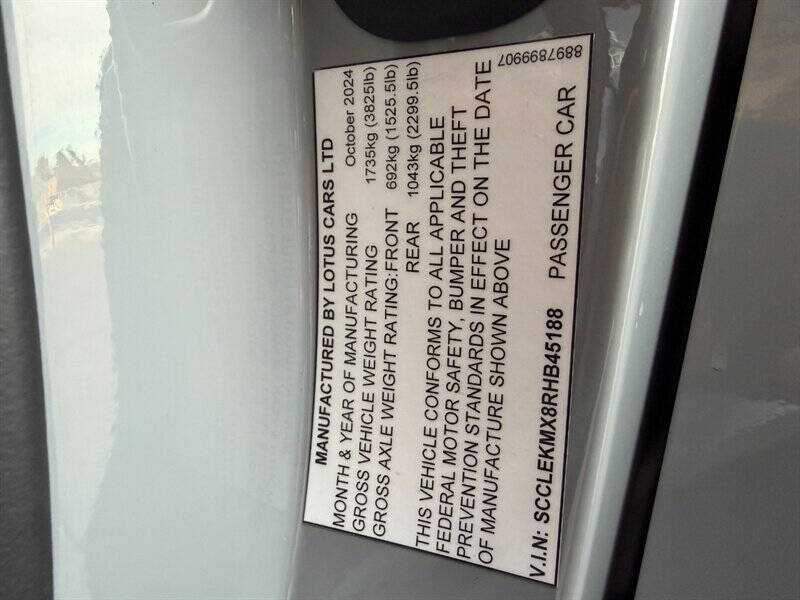 MANUFACTURED BY LOTUS CARS LTD
MONTH & YEAR OF MANUFACTURING October 2024
GROSS VEHICLE WEIGHT RATING 1735kg (3825lb)
GROSS AXLE WEIGHT RATING:FRONT 692kg (1525.5lb)
REAR 1043kg (2299.5lb)
THIS VEHICLE CONFORMS TO ALL APPLICABLE
FEDERAL MOTOR SAFETY, BUMPER AND THEFT
PREVENTION STANDARDS IN EFFECT ON THE DATE
OF MANUFACTURE SHOWN ABOVE
V.I.N: SCCLEKMX8RHB45188 PASSENGER CAR
8897899907